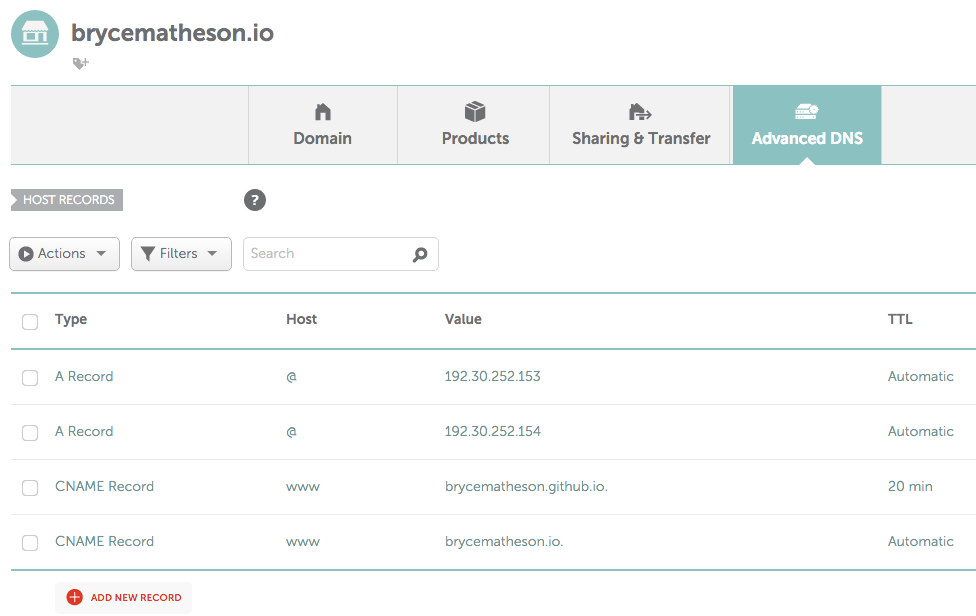 brycematheson.io
Domain Products Sharing & Transfer Advanced DNS
HOST RECORDS ?
Actions Filters Search
Type Host Value TTL
A Record @ 192.30.252.153 Automatic
A Record @ 192.30.252.154 Automatic
CNAME Record www brycematheson.github.io. 20 min
CNAME Record www brycematheson.io. Automatic
ADD NEW RECORD